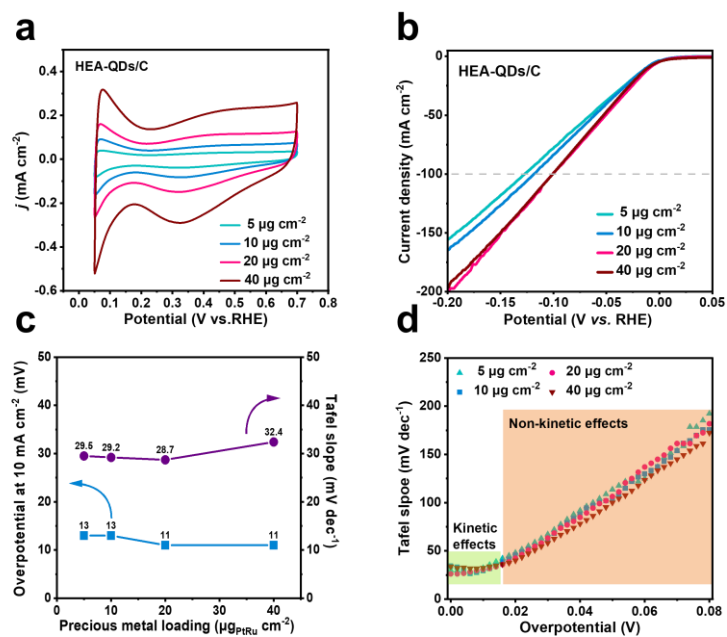 a
HEA-QDs/C
j (mA cm-2)
0.4
0.2
0.0
-0.2
-0.4
-0.6
5 µg cm-2
10 µg cm-2
20 µg cm-2
40 µg cm-2
0.0 0.1 0.2 0.3 0.4 0.5 0.6 0.7 0.8
Potential (V vs.RHE)
b
HEA-QDs/C
Current density (mA cm-2)
0
-50
-100
-150
-200
5 µg cm-2
10 µg cm-2
20 µg cm-2
40 µg cm-2
-0.20 -0.15 -0.10 -0.05 0.00 0.05
Potential (V vs. RHE)
c
Overpotential at 10 mA cm-2 (mV)
60
50
40
30
20
10
0
29.5 29.2 28.7 32.4
13 13 11 11
50
40
30
20
10
0
Tafel slope
(mV dec-1)
0 10 20 30 40
Precious metal loading (µgPtRu cm-2)
d
Tafel slpoe (mV dec-1)
250
200
150
100
50
0
5 µg cm-2 20 µg cm-2
10 µg cm-2 40 µg cm-2
Non-kinetic effects
Kinetic
effects
0.00 0.02 0.04 0.06 0.08
Overpotential (V)